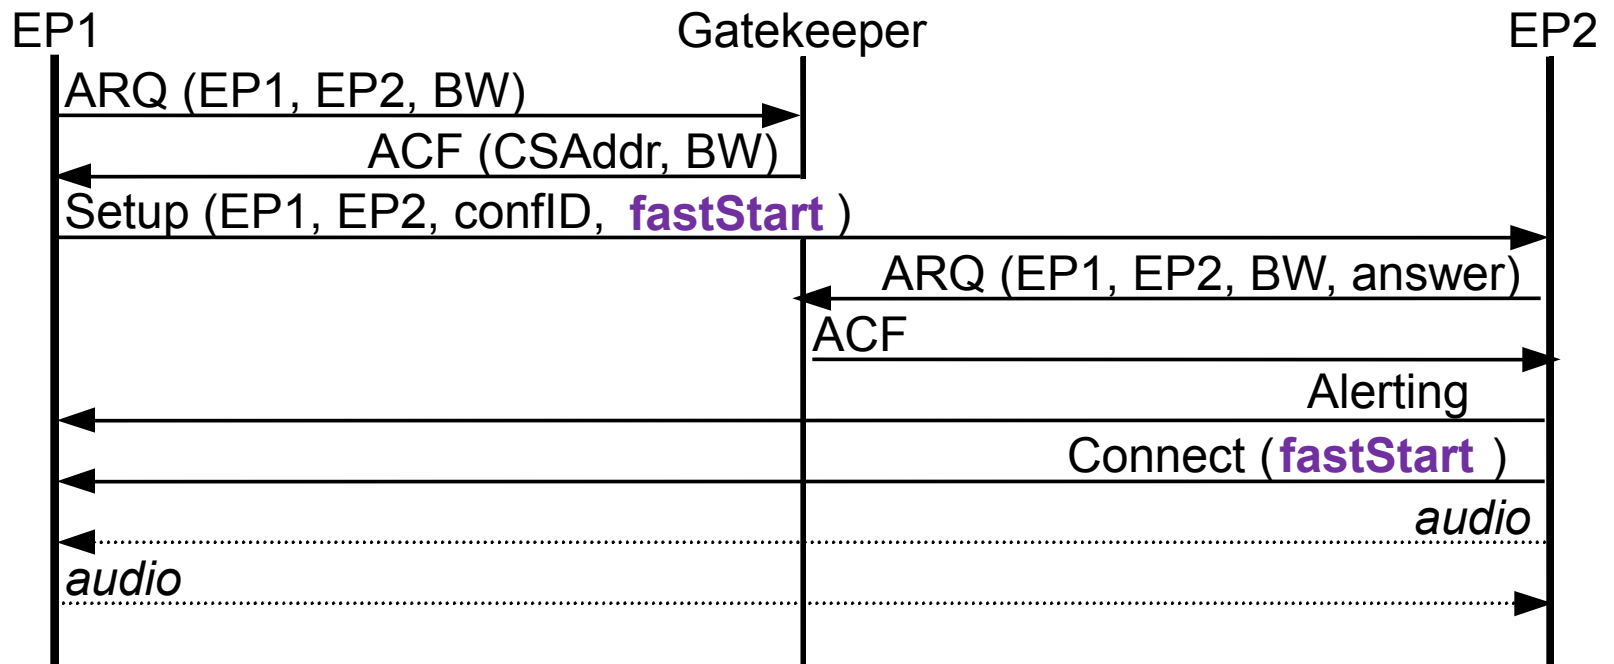 EP1 Gatekeeper EP2
ARQ (EP1, EP2, BW)
ACF (CSAddr, BW)
Setup (EP1, EP2, confID, fastStart )
ARQ (EP1, EP2, BW, answer)
ACF
Alerting
Connect (fastStart )
audio
audio